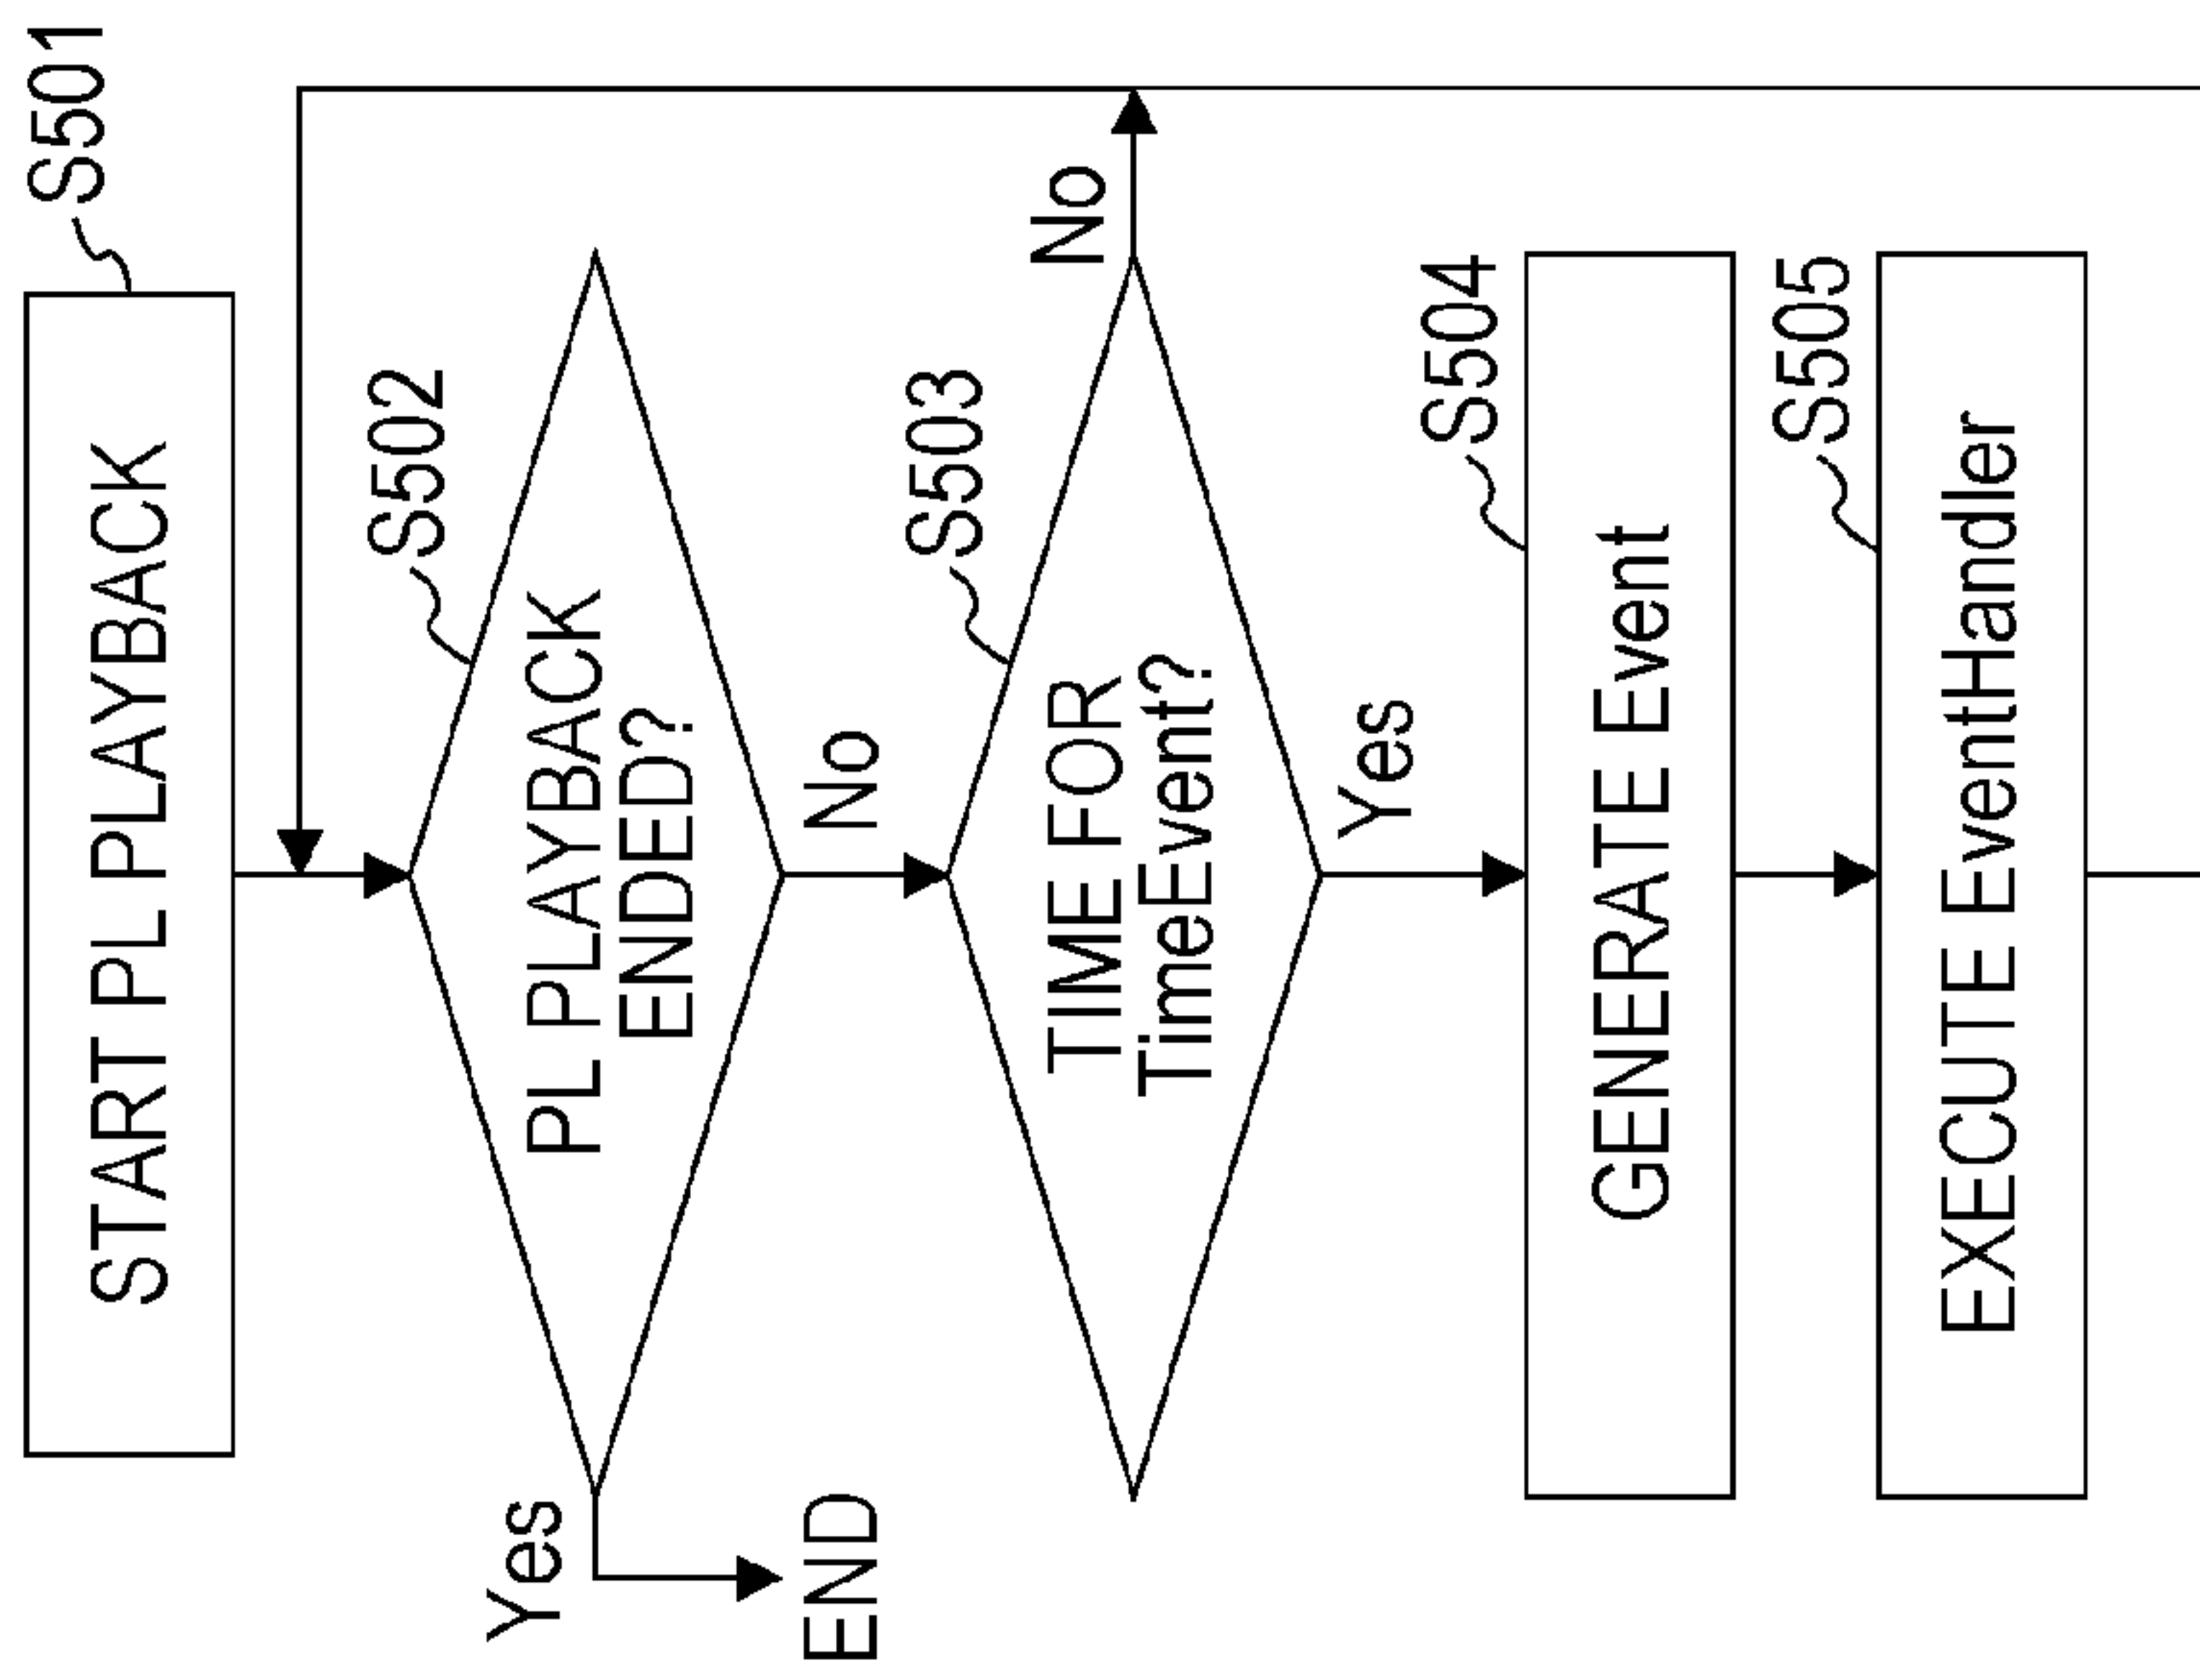 S501
START PL PLAYBACK
S502
PL PLAYBACK
ENDED?
Yes
END
No
S503
TIME FOR
TimeEvent?
No
Yes
S504
GENERATE Event
S505
EXECUTE EventHandler